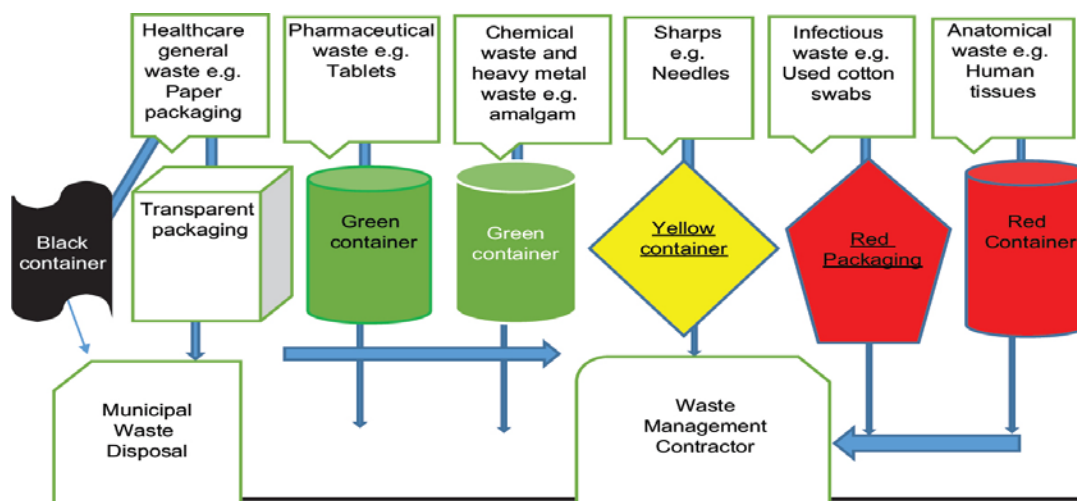 Healthcare
general
waste e.g.
Paper
packaging
Pharmaceutical
waste e.g.
Tablets
Chemical
waste and
heavy metal
waste e.g.
amalgam
Sharps
e.g.
Needles
Infectious
waste e.g.
Used cotton
swabs
Anatomical
waste e.g.
Human
tissues
Black
container
Transparent
packaging
Green
container
Green
container
Yellow
container
Red
Packaging
Red
Container
Municipal
Waste
Disposal
Waste
Management
Contractor